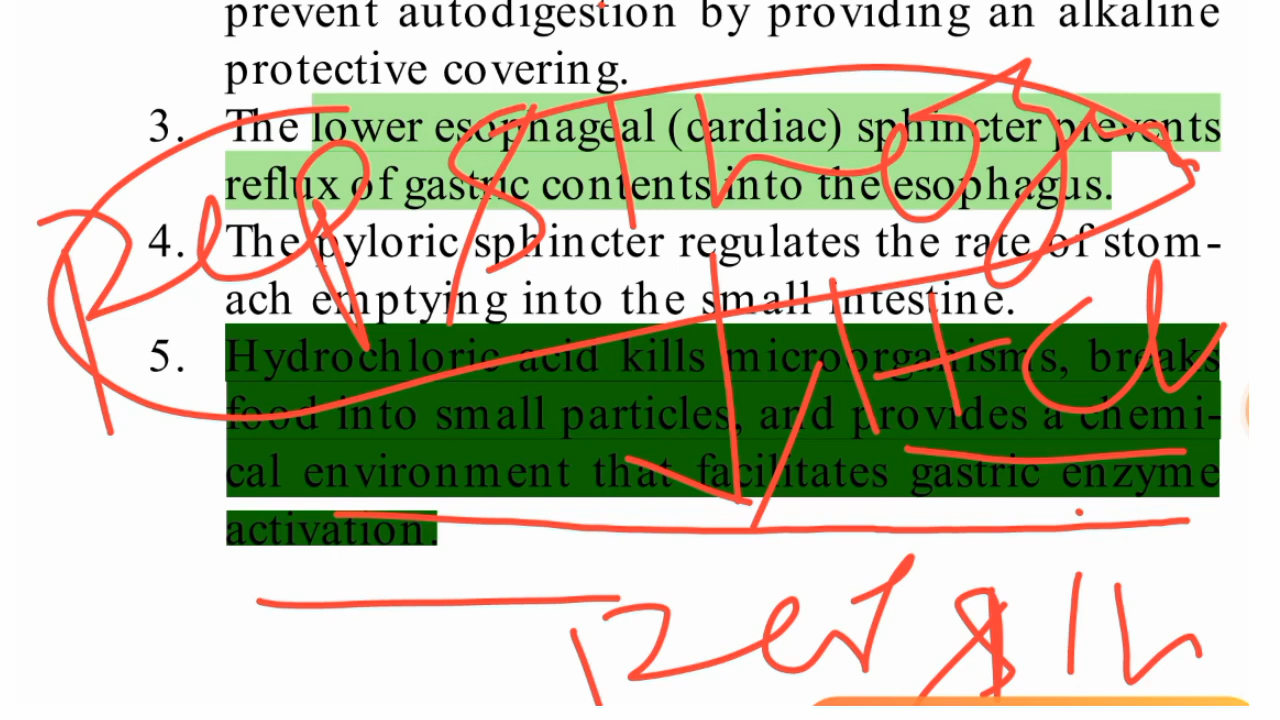 prevent autodigestion by providing an alkaline
protective covering.
3. The lower esophageal (cardiac) sphincter prevents
reflux of gastric contents into the esophagus.
4. The pyloric sphincter regulates the rate of stom-
ach emptying into the small intestine.
5. Hydrochloric acid kills microorganisms, breaks
food into small particles, and provides a chemi-
cal environment that facilitates gastric enzyme
activation.
HCl